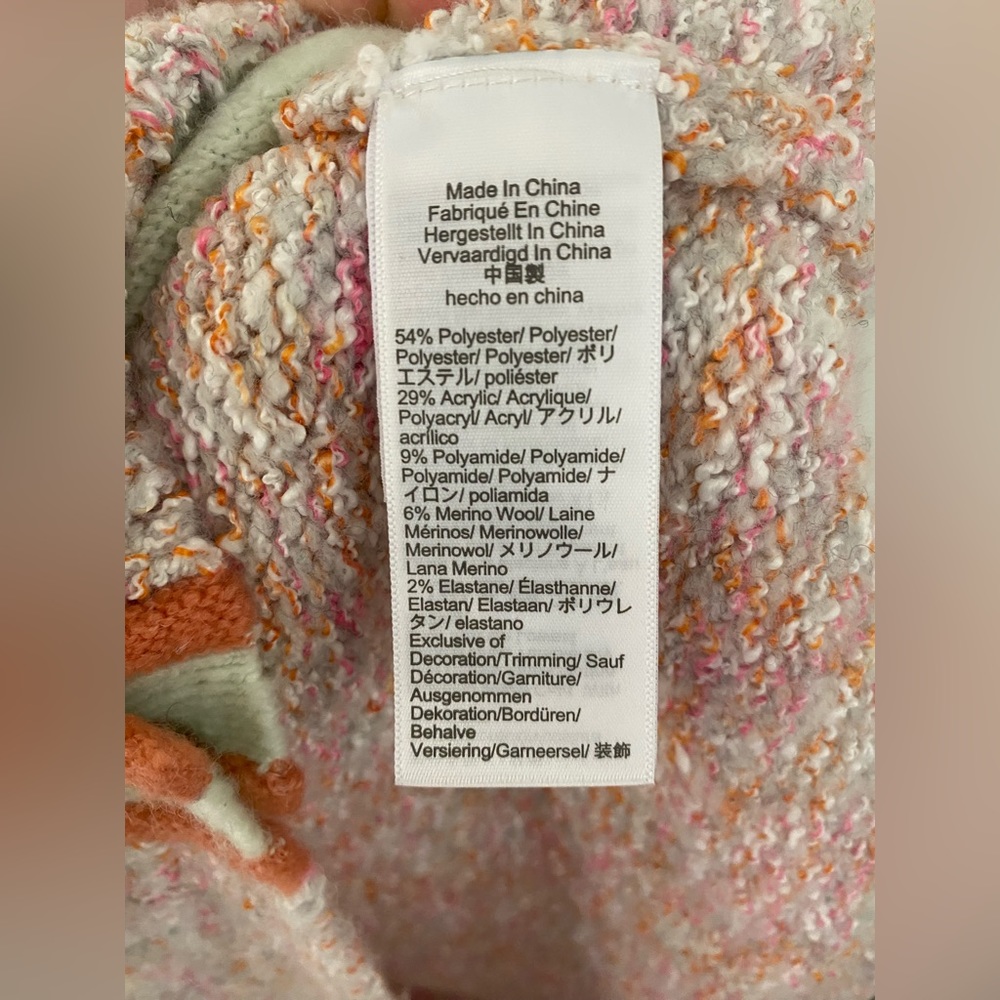 Made In China
Fabriqué En Chine
Hergestellt In China
Vervaardigd In China
中国製
hecho en china
54% Polyester/ Polyester/
Polyester/ Polyester/ ポリ
エステル/ poliéster
29% Acrylic/ Acrylique/
Polyacryl/ Acryl/ アクリル/
acrílico
9% Polyamide/ Polyamide/
Polyamide/ Polyamide/ ナ
イロン/ poliamida
6% Merino Wool/ Laine
Mérinos/ Merinowolle/
Merinowol/ メリノウール/
Lana Merino
2% Elastane/ Élasthanne/
Elastan/ Elastaan/ ポリウレ
タン/ elastano
Exclusive of
Decoration/Trimming/ Sauf
Décoration/Garniture/
Ausgenommen
Dekoration/Bordüren/
Behalve
Versiering/Garneersel/ 装飾